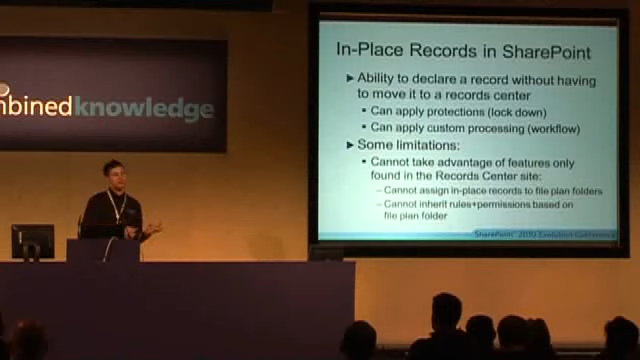 mbinedknowledge
In-Place Records in SharePoint
Ability to declare a record without having
to move it to a records center
Can apply protections (lock down)
Can apply custom processing (workflow)
Some limitations:
Cannot take advantage of features only
found in the Records Center site:
– Cannot assign in-place records to file plan folders
– Cannot inherit rules+permissions based on
file plan folder
SharePoint 2010 Evolution Conference